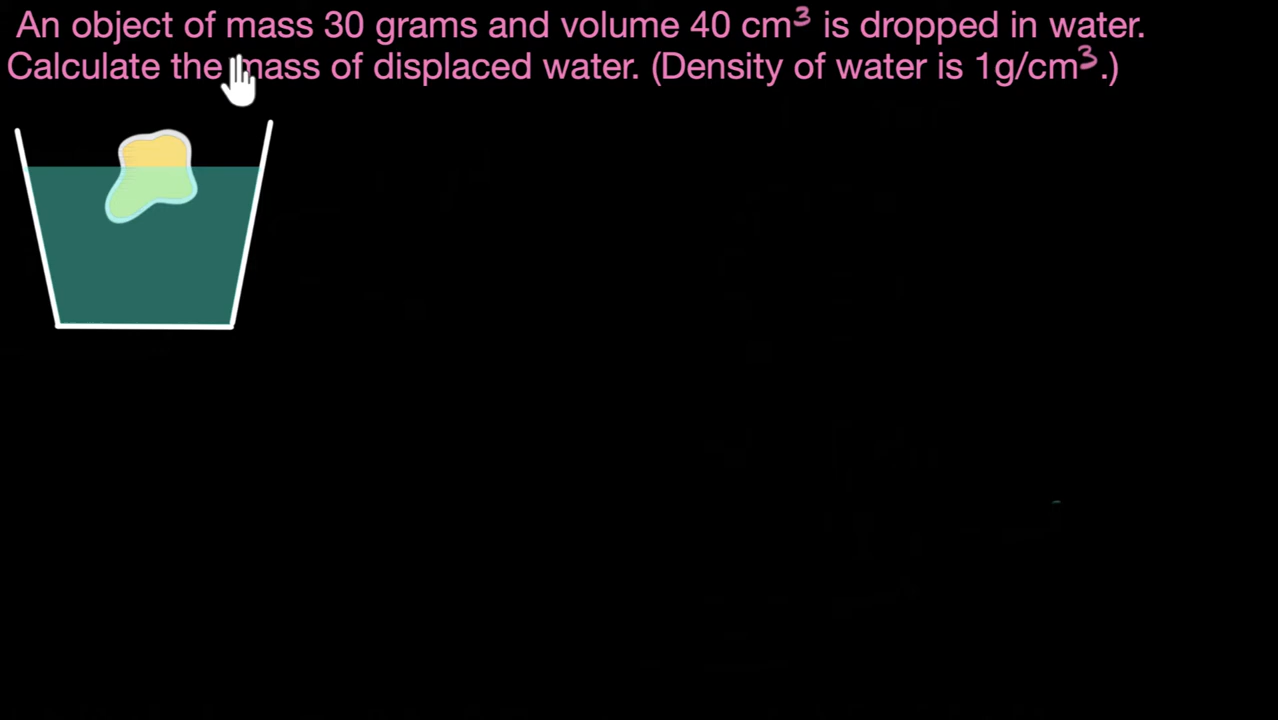 An object of mass 30 grams and volume 40 cm³ is dropped in water.
Calculate the mass of displaced water. (Density of water is 1g/cm³.)